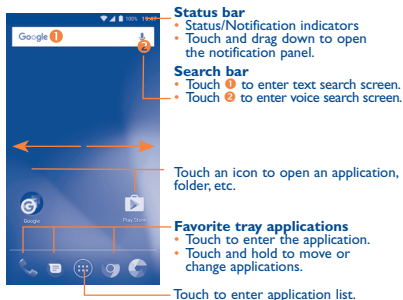 100% 19:47
Google 1
2
Google
Play Store
Status bar
• Status/Notification indicators
• Touch and drag down to open
the notification panel.
Search bar
• Touch 1 to enter text search screen.
• Touch 2 to enter voice search screen.
Touch an icon to open an application,
folder, etc.
Favorite tray applications
• Touch to enter the application.
• Touch and hold to move or
change applications.
Touch to enter application list.